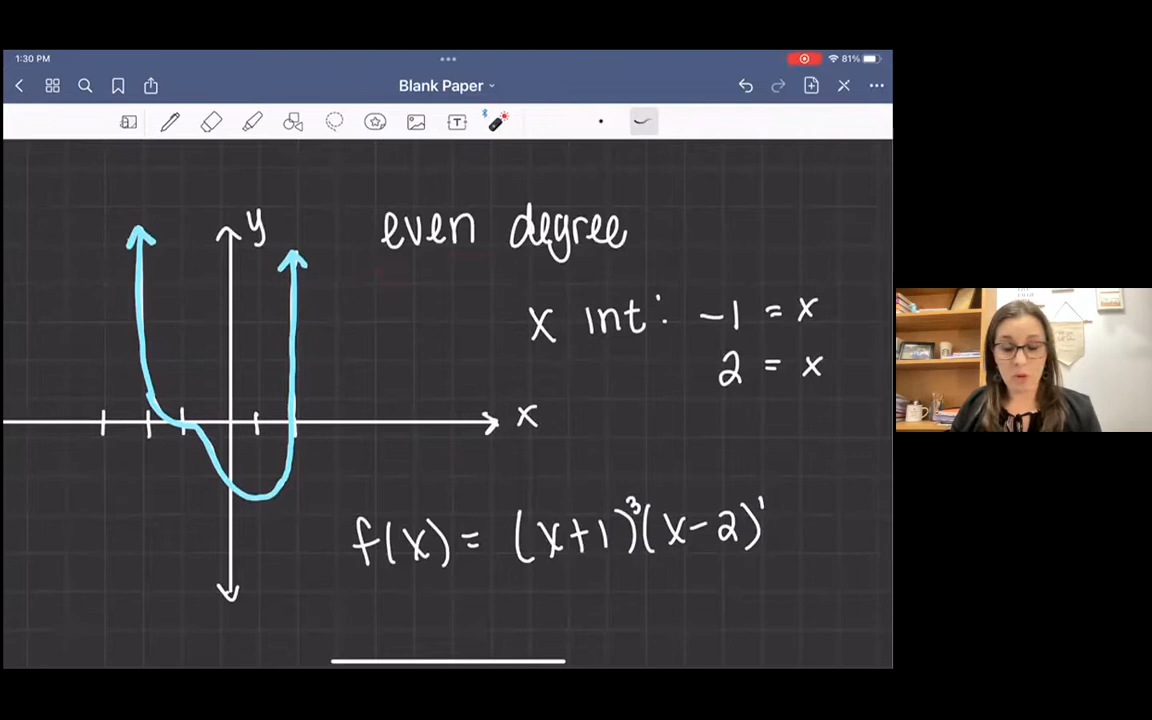 1:30 PM
81%
Blank Paper
y
even degree
x int: -1 = x
2 = x
x
f(x) = (x+1)³(x-2)¹